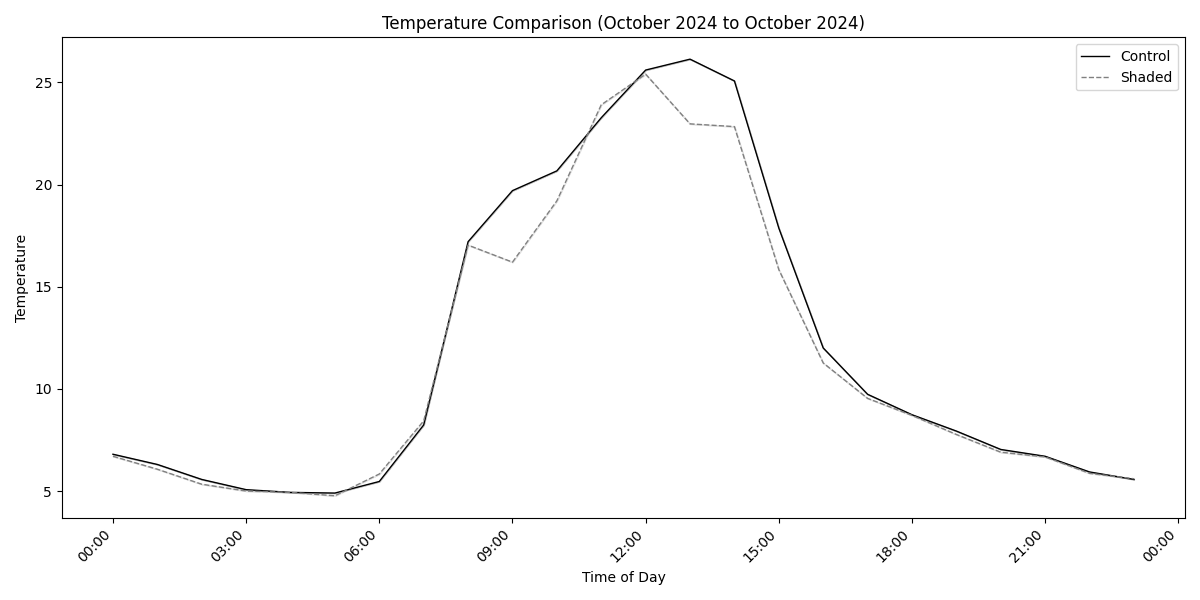 Temperature Comparison (October 2024 to October 2024)
Control
Shaded
Temperature
25
20
15
10
5
00:00
03:00
06:00
09:00
12:00
15:00
18:00
21:00
00:00
Time of Day